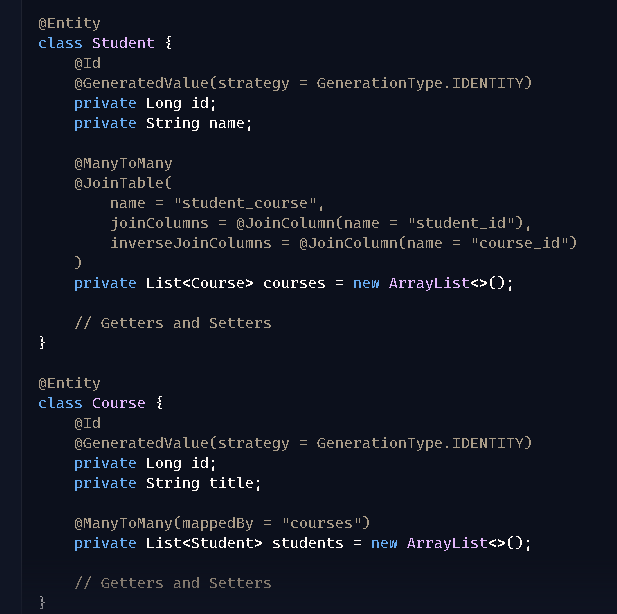 @Entity
class Student {
    @Id
    @GeneratedValue(strategy = GenerationType.IDENTITY)
    private Long id;
    private String name;

    @ManyToMany
    @JoinTable(
        name = "student_course",
        joinColumns = @JoinColumn(name = "student_id"),
        inverseJoinColumns = @JoinColumn(name = "course_id")
    )
    private List<Course> courses = new ArrayList<>();

    // Getters and Setters
}

@Entity
class Course {
    @Id
    @GeneratedValue(strategy = GenerationType.IDENTITY)
    private Long id;
    private String title;

    @ManyToMany(mappedBy = "courses")
    private List<Student> students = new ArrayList<>();

    // Getters and Setters
}